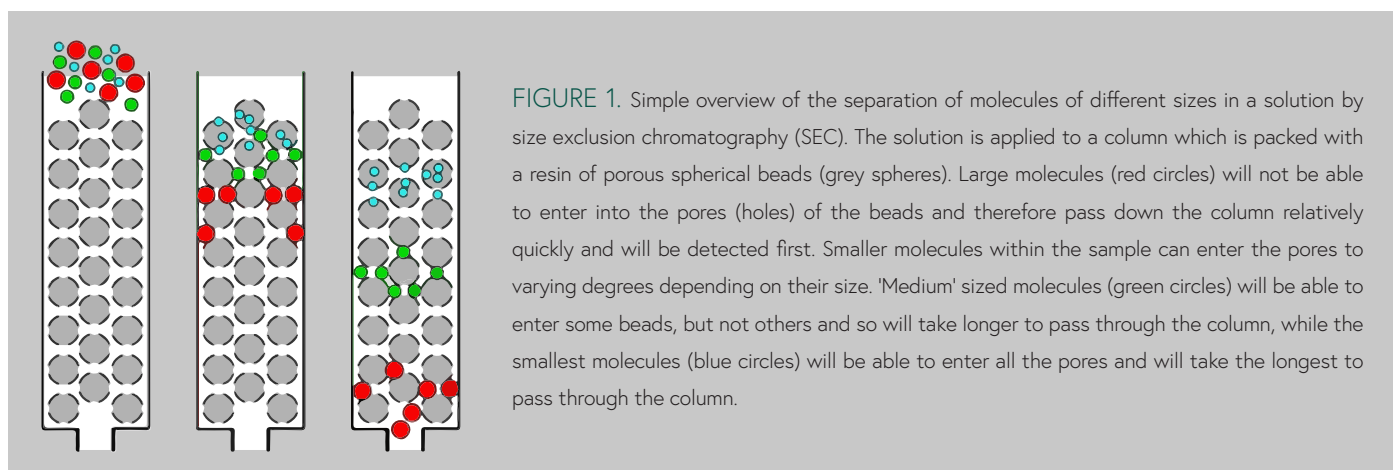 FIGURE 1. Simple overview of the separation of molecules of different sizes in a solution by
size exclusion chromatography (SEC). The solution is applied to a column which is packed with
a resin of porous spherical beads (grey spheres). Large molecules (red circles) will not be able
to enter into the pores (holes) of the beads and therefore pass down the column relatively
quickly and will be detected first. Smaller molecules within the sample can enter the pores to
varying degrees depending on their size. 'Medium' sized molecules (green circles) will be able to
enter some beads, but not others and so will take longer to pass through the column, while the
smallest molecules (blue circles) will be able to enter all the pores and will take the longest to
pass through the column.